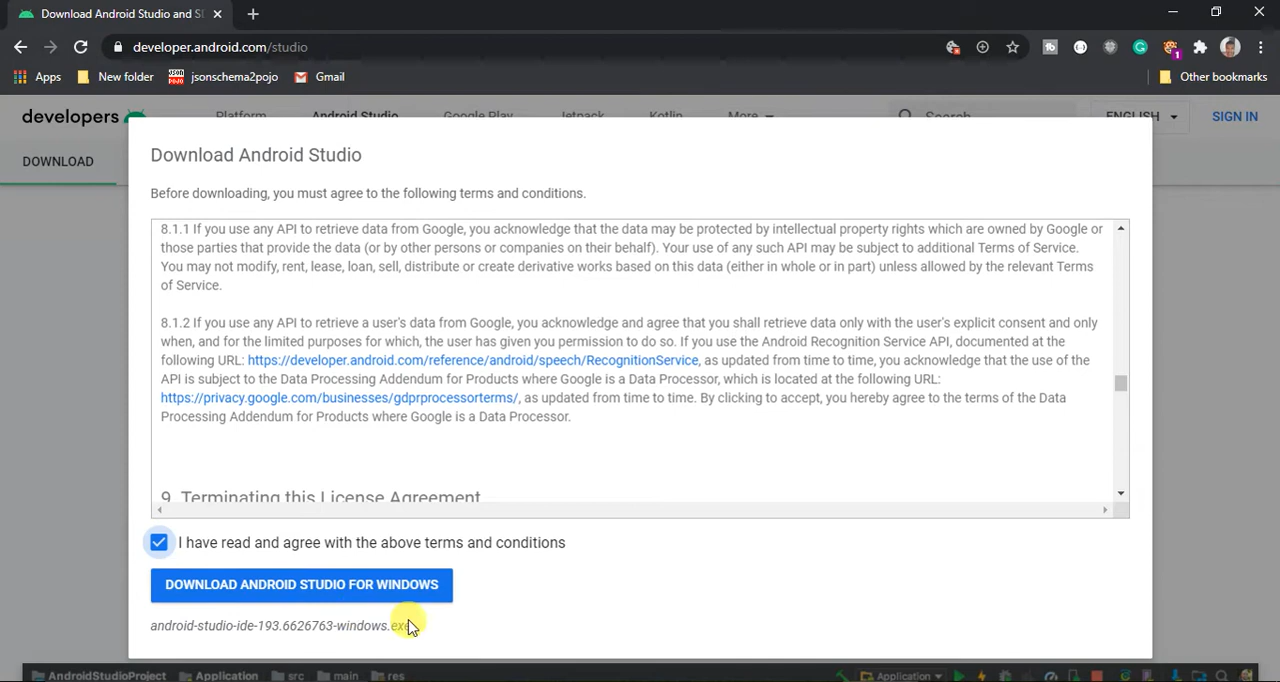 Download Android Studio and S
developer.android.com/studio
1
Apps New folder jsonschema2pojo Gmail Other bookmarks
developers Platform Android Studio Google Play Jetpack Kotlin More Search ENGLISH SIGN IN
DOWNLOAD
Download Android Studio
Before downloading, you must agree to the following terms and conditions.
8.1.1 If you use any API to retrieve data from Google, you acknowledge that the data may be protected by intellectual property rights which are owned by Google or
those parties that provide the data (or by other persons or companies on their behalf). Your use of any such API may be subject to additional Terms of Service.
You may not modify, rent, lease, loan, sell, distribute or create derivative works based on this data (either in whole or in part) unless allowed by the relevant Terms
of Service.
8.1.2 If you use any API to retrieve a user's data from Google, you acknowledge and agree that you shall retrieve data only with the user's explicit consent and only
when, and for the limited purposes for which, the user has given you permission to do so. If you use the Android Recognition Service API, documented at the
following URL: https://developer.android.com/reference/android/speech/RecognitionService, as updated from time to time, you acknowledge that the use of the
API is subject to the Data Processing Addendum for Products where Google is a Data Processor, which is located at the following URL:
https://privacy.google.com/businesses/gdprprocessorterms/, as updated from time to time. By clicking to accept, you hereby agree to the terms of the Data
Processing Addendum for Products where Google is a Data Processor.
9. Terminating this License Agreement
I have read and agree with the above terms and conditions
DOWNLOAD ANDROID STUDIO FOR WINDOWS
android-studio-ide-193.6626763-windows.exe
AndroidStudioProject Application src main res Application